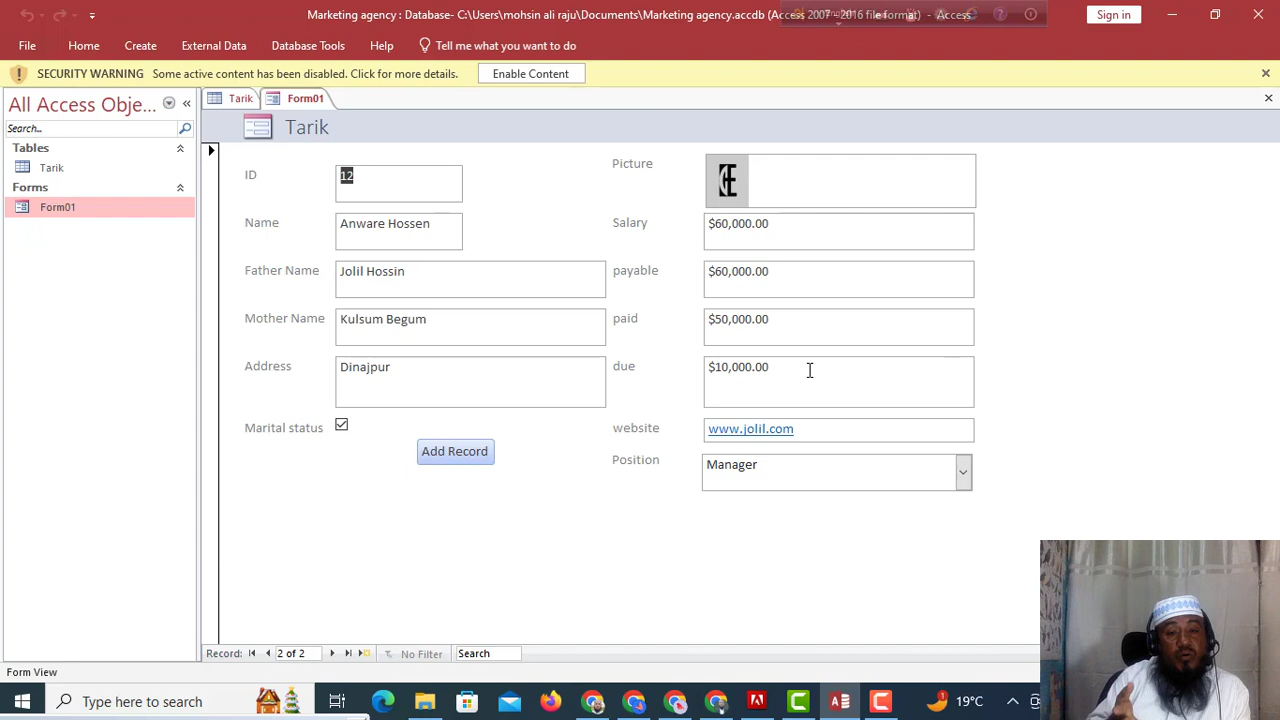 Marketing agency : Database- C:\Users\mohsin ali raju\Documents\Marketing agency.accdb (Access 2007 - 2016 file format) - Access
Sign in
File
Home
Create
External Data
Database Tools
Help
Tell me what you want to do
SECURITY WARNING Some active content has been disabled. Click for more details.
Enable Content
All Access Obje...
Tarik
Form01
Search...
Tables
Tarik
Forms
Form01
Tarik
ID 12
Name Anware Hossen
Father Name Jolil Hossin
Mother Name Kulsum Begum
Address Dinajpur
Marital status
Add Record
Picture
Salary $60,000.00
payable $60,000.00
paid $50,000.00
due $10,000.00
website www.jolil.com
Position Manager
Record: 2 of 2 No Filter Search
Form View
Type here to search
1
19°C